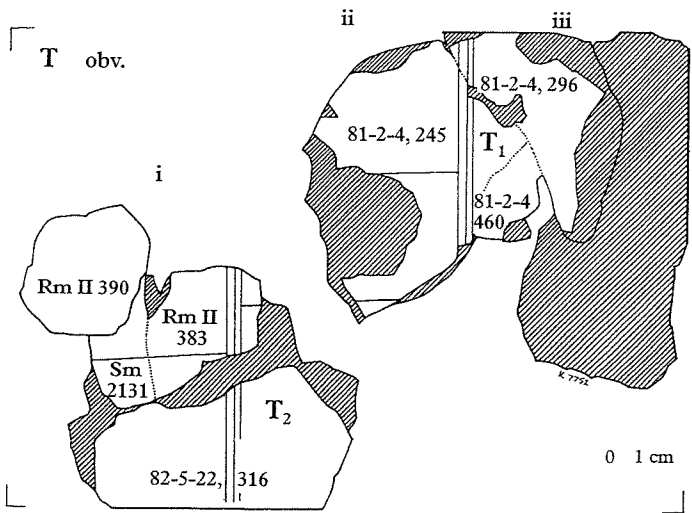 ii iii
T obv.
81-2-4, 296
81-2-4, 245
T1
i
81-2-4
460
Rm II 390
Rm II
383
K 7752
Sm
2131
T2
0 1 cm
82-5-22, 316